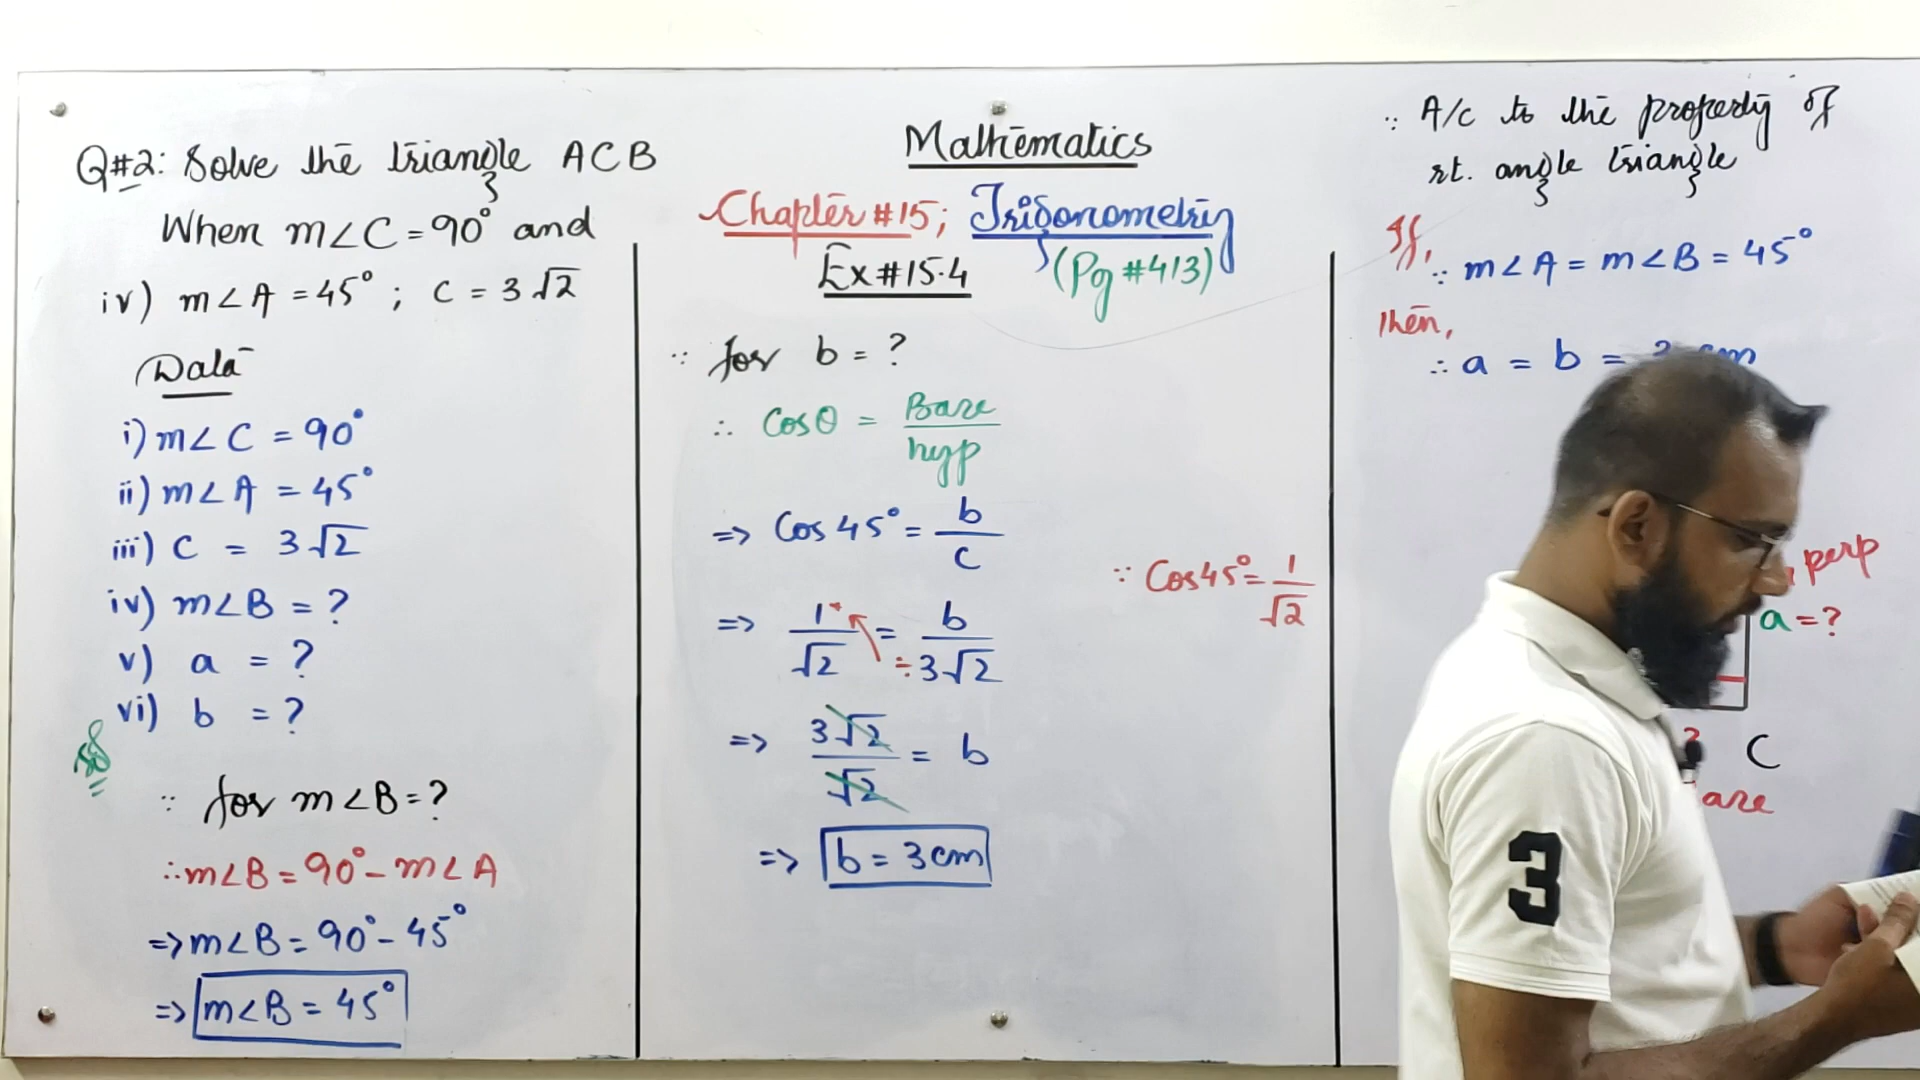 Q#2: Solve the triangle ACB
When m∠C = 90° and
iv) m∠A = 45° ; C = 3√2
Data
i) m∠C = 90°
ii) m∠A = 45°
iii) C = 3√2
iv) m∠B = ?
v) a = ?
vi) b = ?
∵ for m∠B = ?
∴ m∠B = 90° - m∠A
=> m∠B = 90° - 45°
=> m∠B = 45°
Mathematics
Chapter #15; Trigonometry
Ex #15.4 (Pg #413)
∵ for b = ?
∴ Cosθ = Base/hyp
=> Cos 45° = b/c
∵ Cos45° = 1/√2
=> 1/√2 = b/3√2
÷
=> 3√2/√2 = b
=> b = 3cm
∵ A/c to the property of
rt. angle triangle
If,
∵ m∠A = m∠B = 45°
Then,
∴ a = b = cm
perp
a = ?
C
3